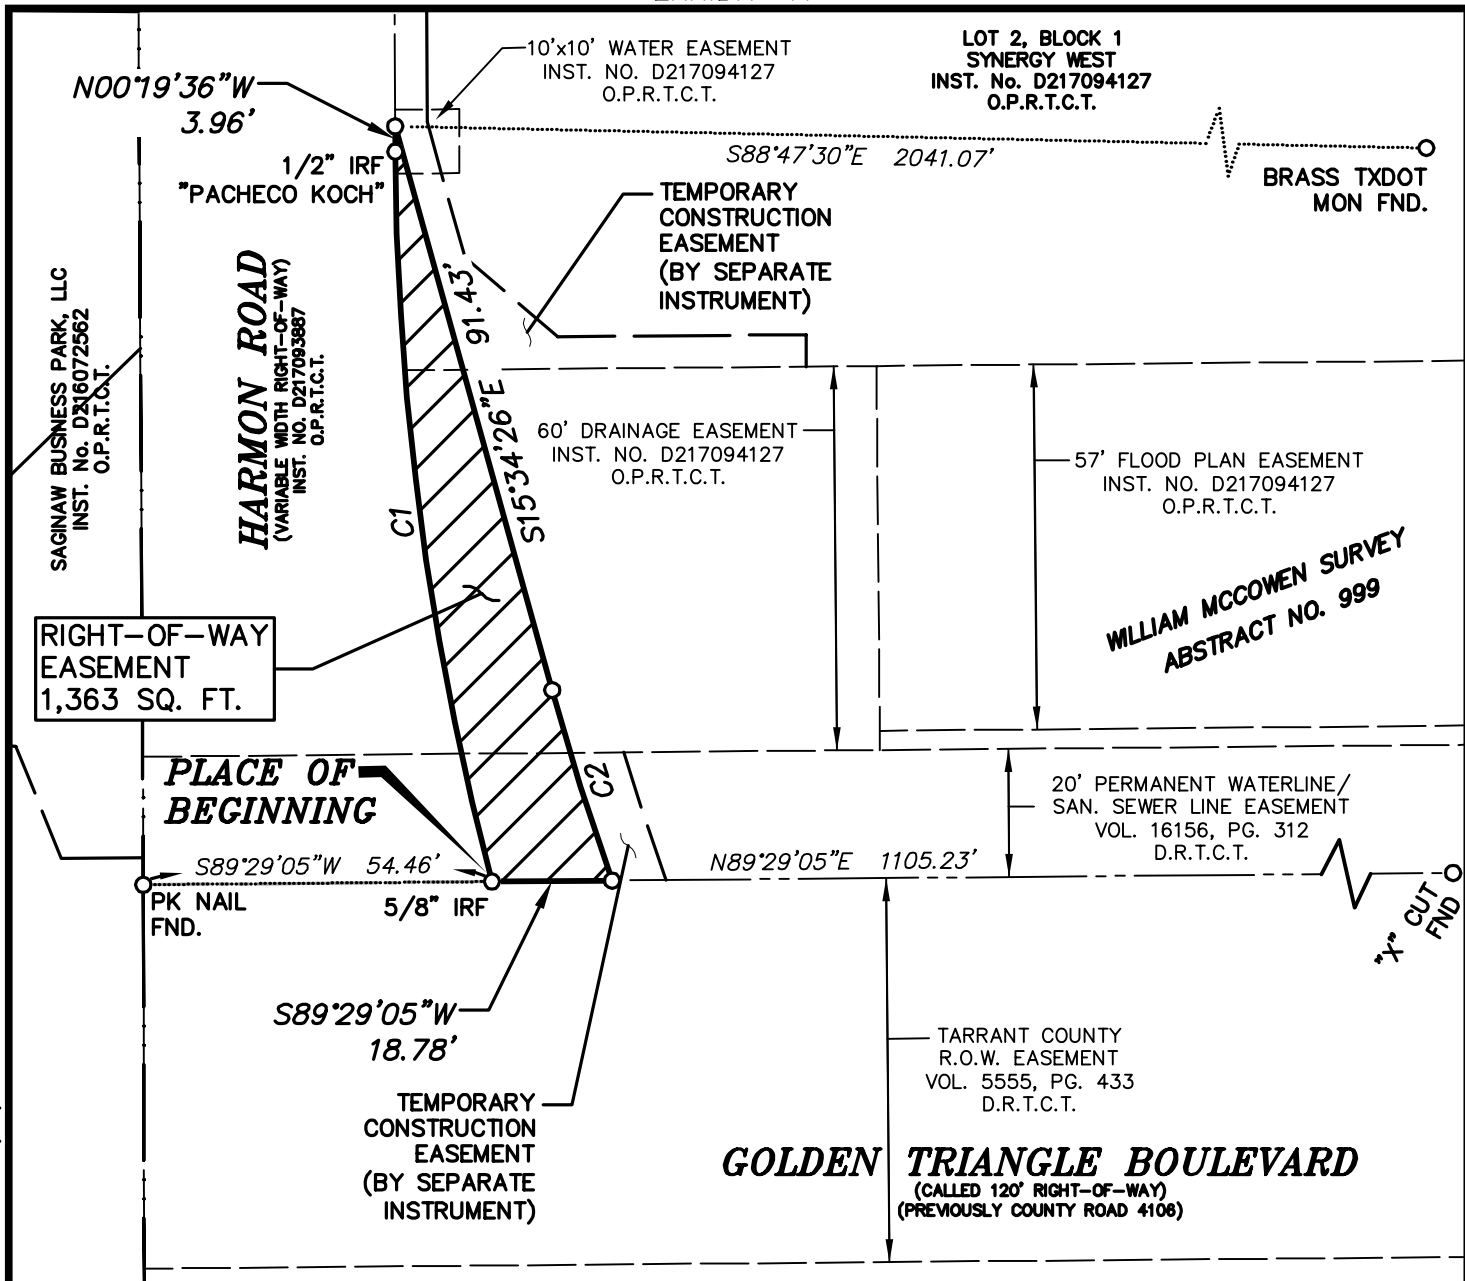 N00°19'36"W
3.96'
10'x10' WATER EASEMENT
INST. NO. D217094127
O.P.R.T.C.T.
LOT 2, BLOCK 1
SYNERGY WEST
INST. No. D217094127
O.P.R.T.C.T.
1/2" IRF
"PACHECO KOCH"
S88°47'30"E 2041.07'
BRASS TXDOT
MON FND.
TEMPORARY
CONSTRUCTION
EASEMENT
(BY SEPARATE
INSTRUMENT)
SAGINAW BUSINESS PARK, LLC
INST. No. D216072562
O.P.R.T.C.T.
HARMON ROAD
(VARIABLE WIDTH RIGHT-OF-WAY)
INST. NO. D217093887
O.P.R.T.C.T.
S15°34'26"E 91.43'
C1
60' DRAINAGE EASEMENT
INST. NO. D217094127
O.P.R.T.C.T.
57' FLOOD PLAN EASEMENT
INST. NO. D217094127
O.P.R.T.C.T.
WILLIAM MCCOWEN SURVEY
ABSTRACT NO. 999
RIGHT-OF-WAY
EASEMENT
1,363 SQ. FT.
PLACE OF
BEGINNING
C2
20' PERMANENT WATERLINE/
SAN. SEWER LINE EASEMENT
VOL. 16156, PG. 312
D.R.T.C.T.
S89°29'05"W 54.46'
N89°29'05"E 1105.23'
PK NAIL
FND.
5/8" IRF
"X" CUT
FND
S89°29'05"W
18.78'
TARRANT COUNTY
R.O.W. EASEMENT
VOL. 5555, PG. 433
D.R.T.C.T.
TEMPORARY
CONSTRUCTION
EASEMENT
(BY SEPARATE
INSTRUMENT)
GOLDEN TRIANGLE BOULEVARD
(CALLED 120' RIGHT-OF-WAY)
(PREVIOUSLY COUNTY ROAD 4106)